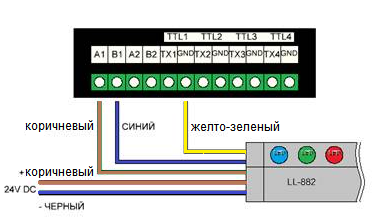 TTL1 TTL2 TTL3 TTL4
A1 B1 A2 B2 TX1 GND TX2 GND TX3 GND TX4 GND
коричневый
синий
желто-зеленый
+коричневый
24V DC
- ЧЕРНЫЙ
LL-882